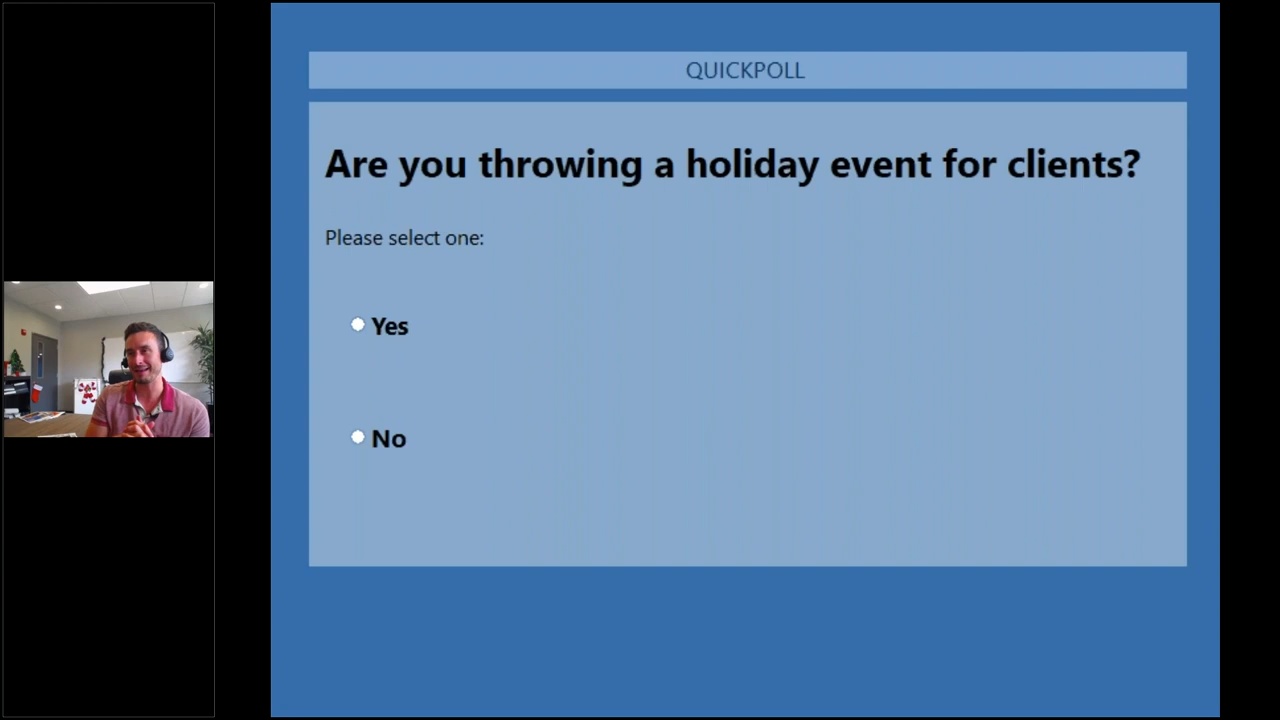 QUICKPOLL
Are you throwing a holiday event for clients?
Please select one:
Yes
No